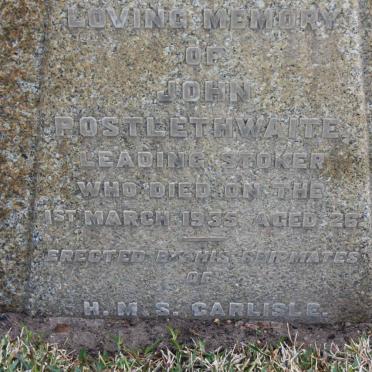 LOVING MEMORY
OF
JOHN
POSTLETHWAITE.
LEADING STOKER
WHO DIED ON THE
1ST MARCH 1935 AGED 26.
ERECTED BY HIS SHIPMATES
OF
H.M.S. CARLISLE.